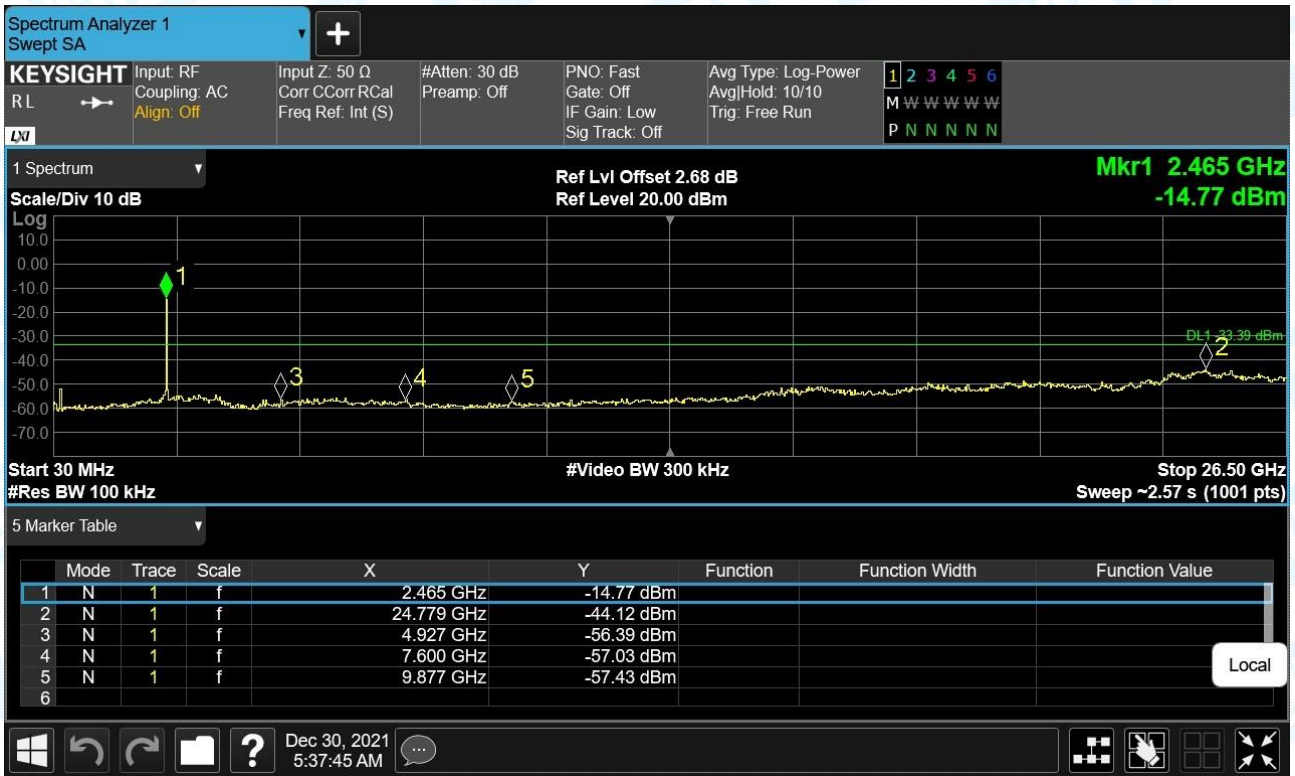 Spectrum Analyzer 1
Swept SA
+
KEYSIGHT
R L
LXI
Input: RF
Coupling: AC
Align: Off
Input Z: 50 Ω
Corr CCorr RCal
Freq Ref: Int (S)
#Atten: 30 dB
Preamp: Off
PNO: Fast
Gate: Off
IF Gain: Low
Sig Track: Off
Avg Type: Log-Power
Avg|Hold: 10/10
Trig: Free Run
1 2 3 4 5 6
M W W W W W
P N N N N N
1 Spectrum
Scale/Div 10 dB
Ref Lvl Offset 2.68 dB
Ref Level 20.00 dBm
Mkr1 2.465 GHz
-14.77 dBm
Log
10.0
0.00
-10.0
-20.0
-30.0
-40.0
-50.0
-60.0
-70.0
1
3
4
5
2
DL1 -33.39 dBm
Start 30 MHz
#Res BW 100 kHz
#Video BW 300 kHz
Stop 26.50 GHz
Sweep ~2.57 s (1001 pts)
5 Marker Table
Mode Trace Scale X Y Function Function Width Function Value
1 N 1 f 2.465 GHz -14.77 dBm
2 N 1 f 24.779 GHz -44.12 dBm
3 N 1 f 4.927 GHz -56.39 dBm
4 N 1 f 7.600 GHz -57.03 dBm
5 N 1 f 9.877 GHz -57.43 dBm
6
Local
?
Dec 30, 2021
5:37:45 AM